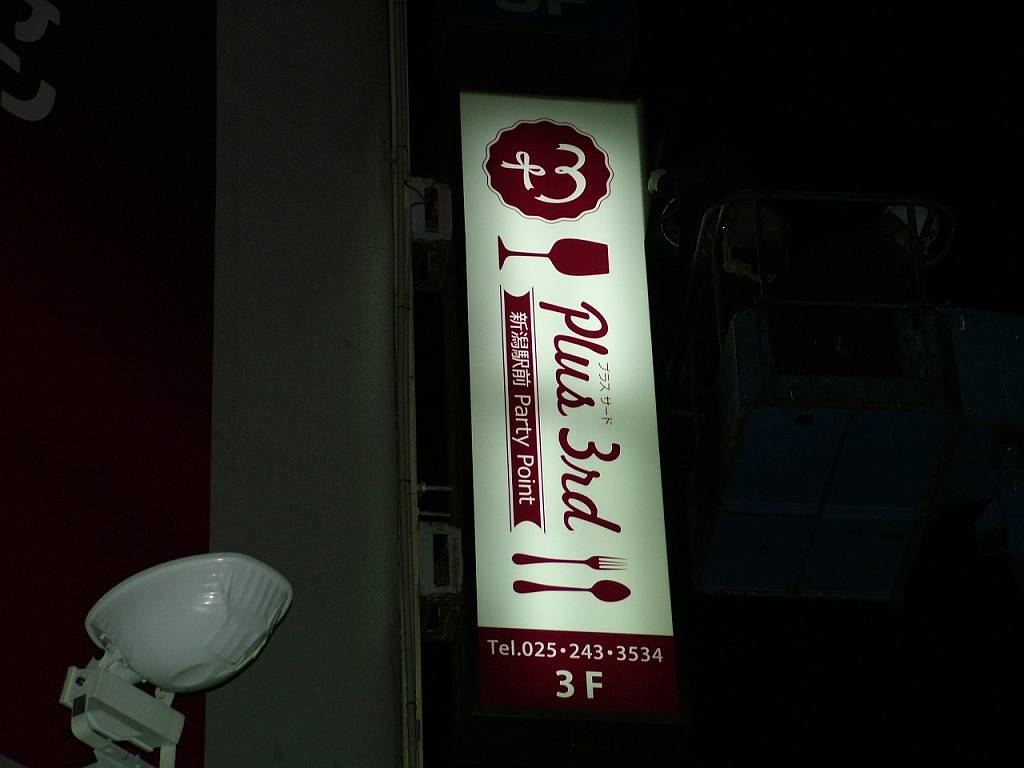 プラス サード
Plus 3rd
新潟駅前 Party Point
Tel.025・243・3534
3F